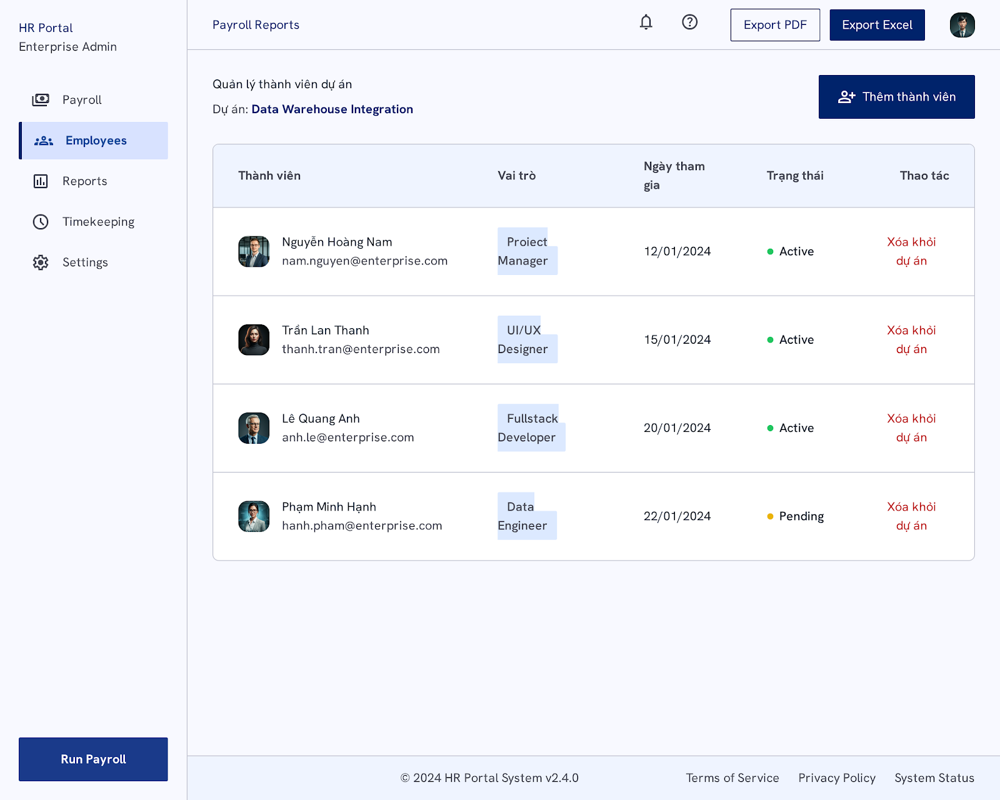 HR Portal
Enterprise Admin
Payroll
Employees
Reports
Timekeeping
Settings
Run Payroll
Payroll Reports
Export PDF
Export Excel
Quản lý thành viên dự án
Dự án: Data Warehouse Integration
Thêm thành viên
Thành viên
Vai trò
Ngày tham
gia
Trạng thái
Thao tác
Nguyễn Hoàng Nam
nam.nguyen@enterprise.com
Project
Manager
12/01/2024
Active
Xóa khỏi
dự án
Trần Lan Thanh
thanh.tran@enterprise.com
UI/UX
Designer
15/01/2024
Active
Xóa khỏi
dự án
Lê Quang Anh
anh.le@enterprise.com
Fullstack
Developer
20/01/2024
Active
Xóa khỏi
dự án
Phạm Minh Hạnh
hanh.pham@enterprise.com
Data
Engineer
22/01/2024
Pending
Xóa khỏi
dự án
© 2024 HR Portal System v2.4.0
Terms of Service
Privacy Policy
System Status